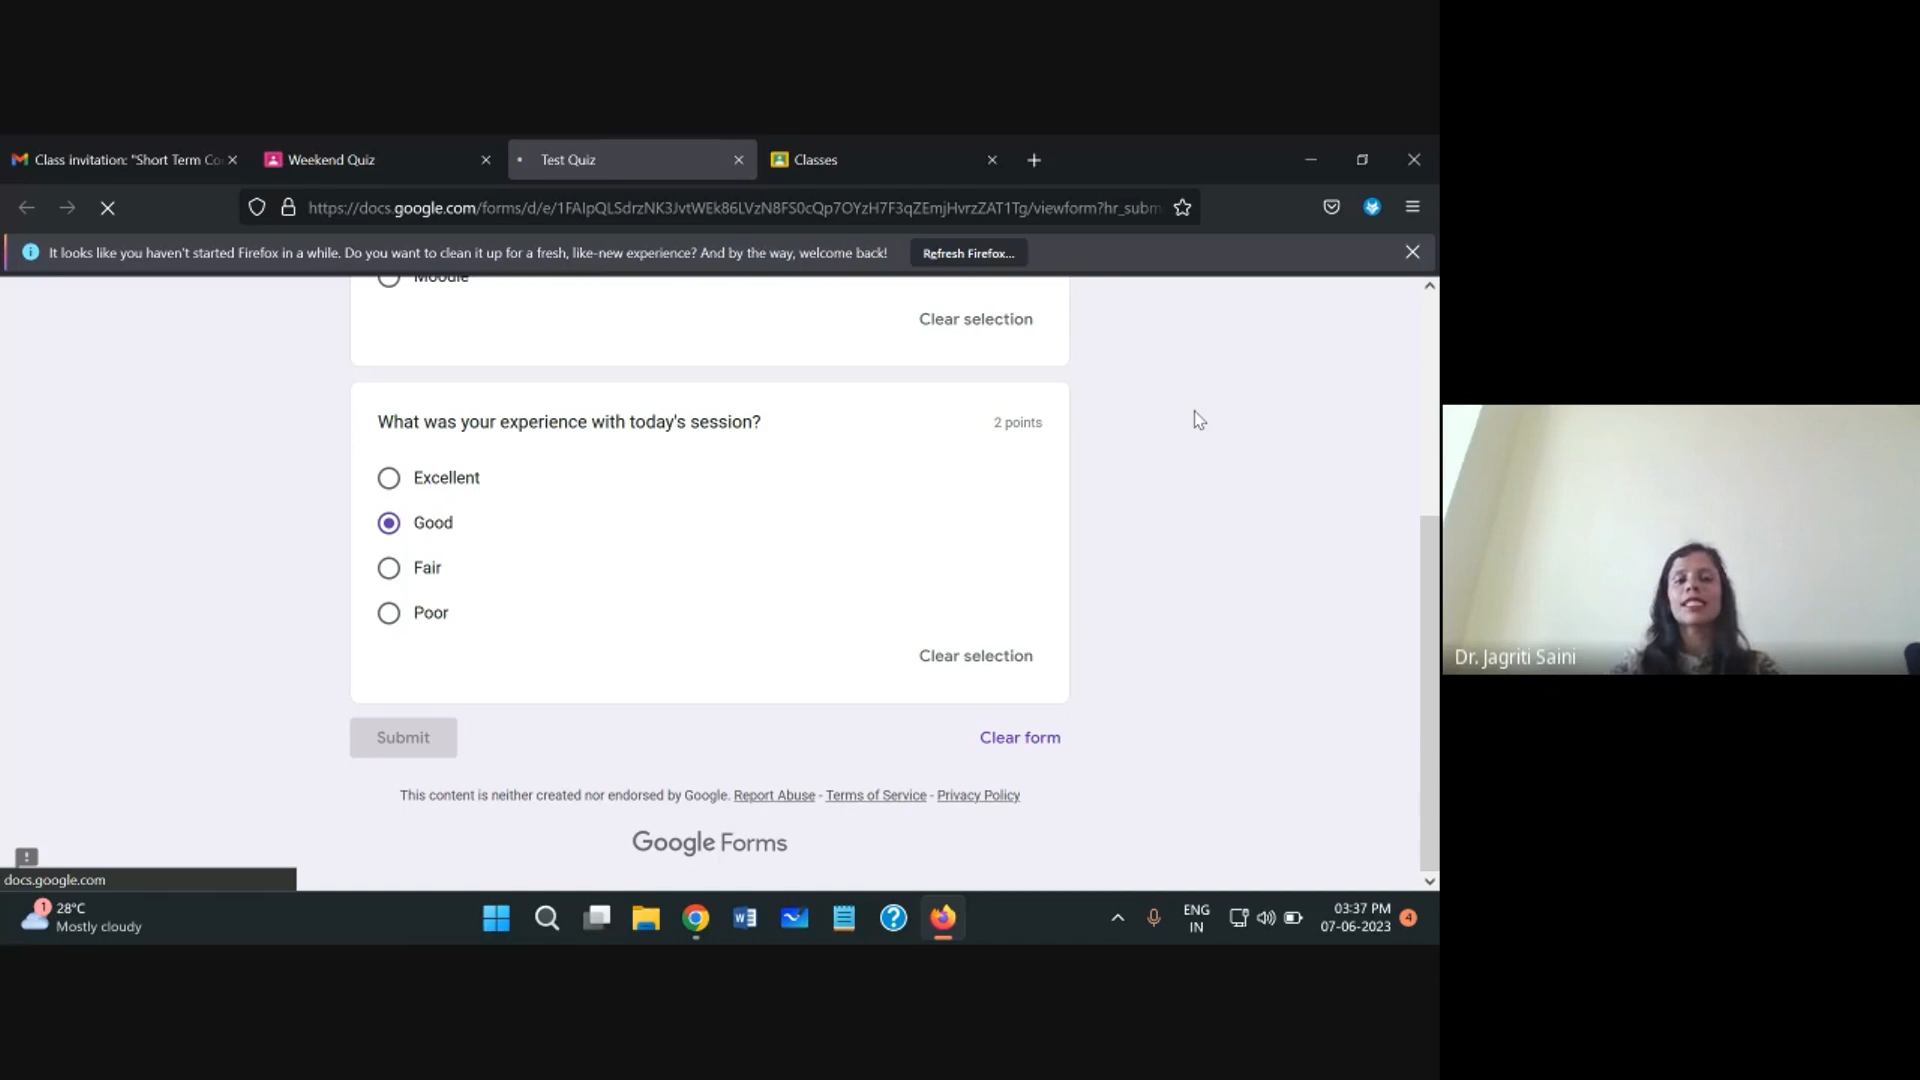 Class invitation: "Short Term Co
Weekend Quiz
Test Quiz
Classes
https://docs.google.com/forms/d/e/1FAIpQLSdrzNK3JvtWEk86LVzN8FS0cQp7OYzH7F3qZEmjHvrzZAT1Tg/viewform?hr_subm
It looks like you haven't started Firefox in a while. Do you want to clean it up for a fresh, like-new experience? And by the way, welcome back!
Refresh Firefox...
Moodle
Clear selection
What was your experience with today's session?
2 points
Excellent
Good
Fair
Poor
Clear selection
Submit
Clear form
This content is neither created nor endorsed by Google. Report Abuse - Terms of Service - Privacy Policy
Google Forms
docs.google.com
1
28°C
Mostly cloudy
ENG
IN
03:37 PM
07-06-2023
4
Dr. Jagriti Saini